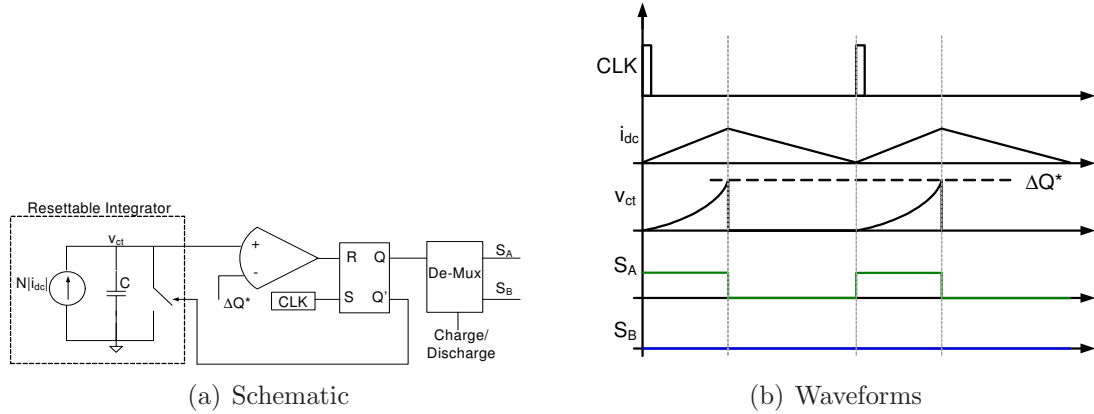 Resettable Integrator
v_ct
N|i_dc|
C
+
-
ΔQ*
CLK
R Q
S Q'
De-Mux
S_A
S_B
Charge/
Discharge
(a) Schematic
CLK
i_dc
v_ct
ΔQ*
S_A
S_B
(b) Waveforms